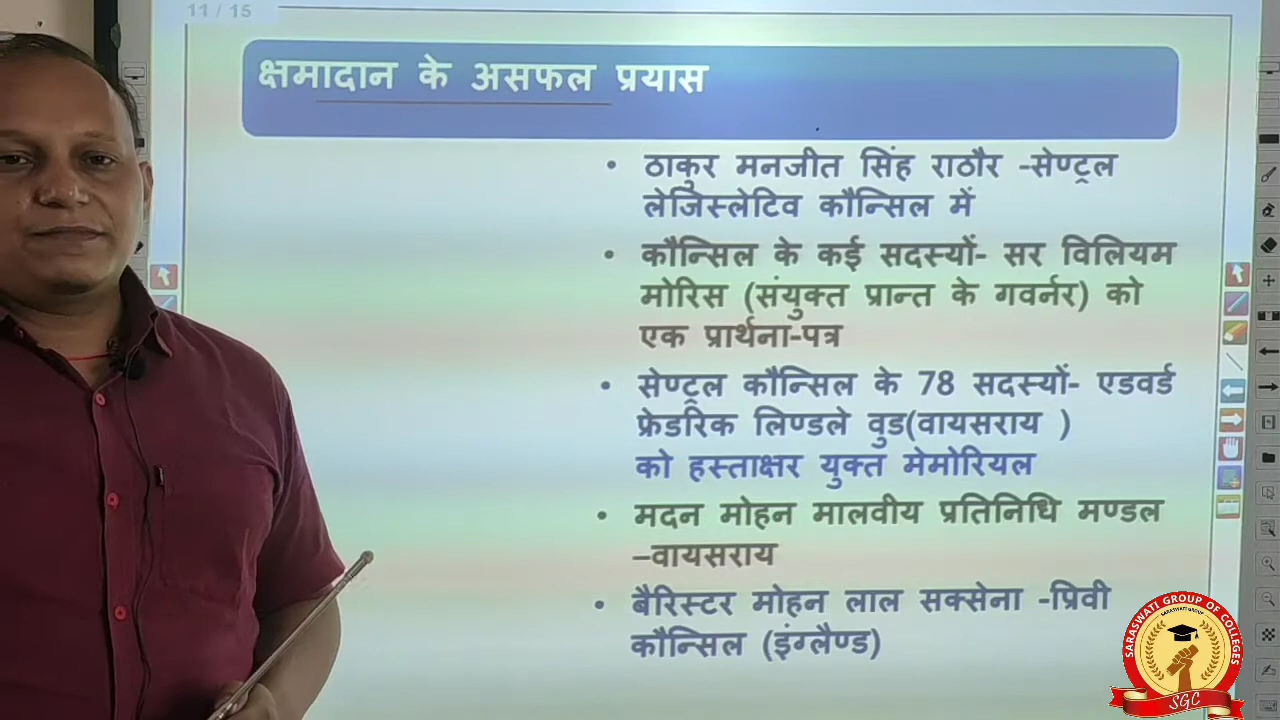 11 / 15
क्षमादान के असफल प्रयास
• ठाकुर मनजीत सिंह राठौर -सेण्ट्रल
लेजिस्लेटिव कौन्सिल में
• कौन्सिल के कई सदस्यों- सर विलियम
मोरिस (संयुक्त प्रान्त के गवर्नर) को
एक प्रार्थना-पत्र
• सेण्ट्रल कौन्सिल के 78 सदस्यों- एडवर्ड
फ्रेडरिक लिण्डले वुड(वायसराय )
को हस्ताक्षर युक्त मेमोरियल
• मदन मोहन मालवीय प्रतिनिधि मण्डल
–वायसराय
• बैरिस्टर मोहन लाल सक्सेना -प्रिवी
कौन्सिल (इंग्लैण्ड)
SARASWATI GROUP OF COLLEGES
SARASWATI GROUP
SGC